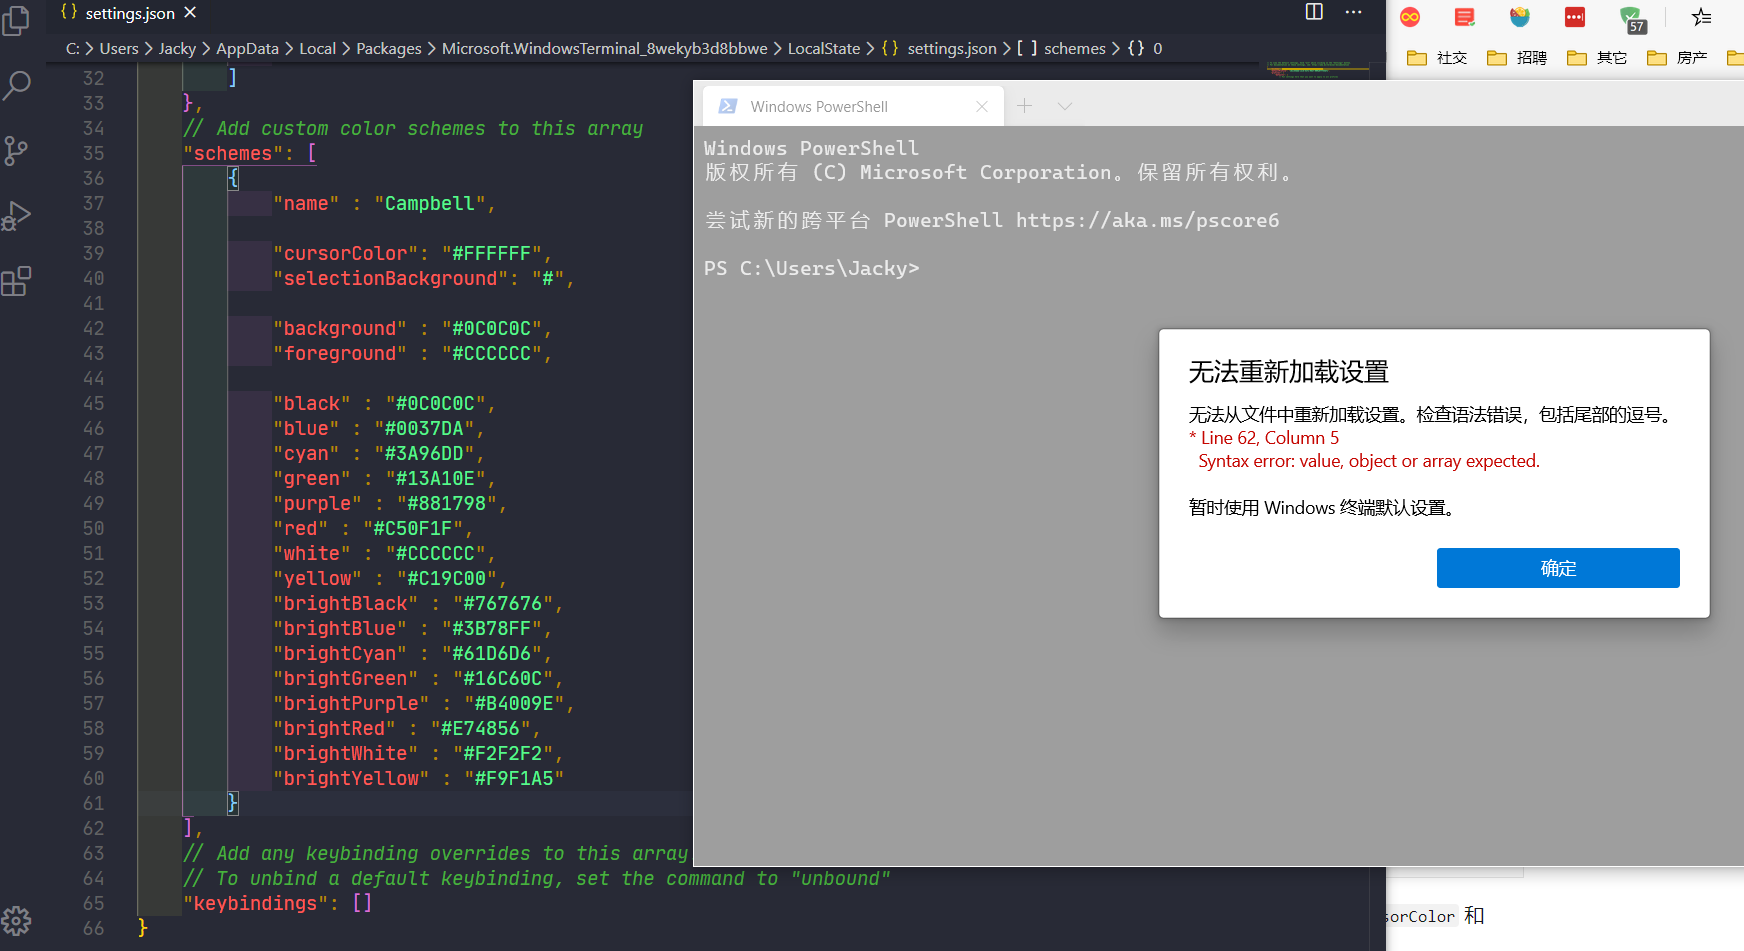 settings.json
C: > Users > Jacky > AppData > Local > Packages > Microsoft.WindowsTerminal_8wekyb3d8bbwe > LocalState > {} settings.json > [ ] schemes > {} 0
57
社交 招聘 其它 房产
32 ]
33 },
34 // Add custom color schemes to this array
35 "schemes": [
36 {
37 "name" : "Campbell",
38
39 "cursorColor": "#FFFFFF",
40 "selectionBackground": "#",
41
42 "background" : "#0C0C0C",
43 "foreground" : "#CCCCCC",
44
45 "black" : "#0C0C0C",
46 "blue" : "#0037DA",
47 "cyan" : "#3A96DD",
48 "green" : "#13A10E",
49 "purple" : "#881798",
50 "red" : "#C50F1F",
51 "white" : "#CCCCCC",
52 "yellow" : "#C19C00",
53 "brightBlack" : "#767676",
54 "brightBlue" : "#3B78FF",
55 "brightCyan" : "#61D6D6",
56 "brightGreen" : "#16C60C",
57 "brightPurple" : "#B4009E",
58 "brightRed" : "#E74856",
59 "brightWhite" : "#F2F2F2",
60 "brightYellow" : "#F9F1A5"
61 }
62 ],
63 // Add any keybinding overrides to this array
64 // To unbind a default keybinding, set the command to "unbound"
65 "keybindings": []
66 }
Windows PowerShell
Windows PowerShell
版权所有 (C) Microsoft Corporation。保留所有权利。
尝试新的跨平台 PowerShell https://aka.ms/pscore6
PS C:\Users\Jacky>
无法重新加载设置
无法从文件中重新加载设置。检查语法错误，包括尾部的逗号。
* Line 62, Column 5
Syntax error: value, object or array expected.
暂时使用 Windows 终端默认设置。
确定
sorColor 和